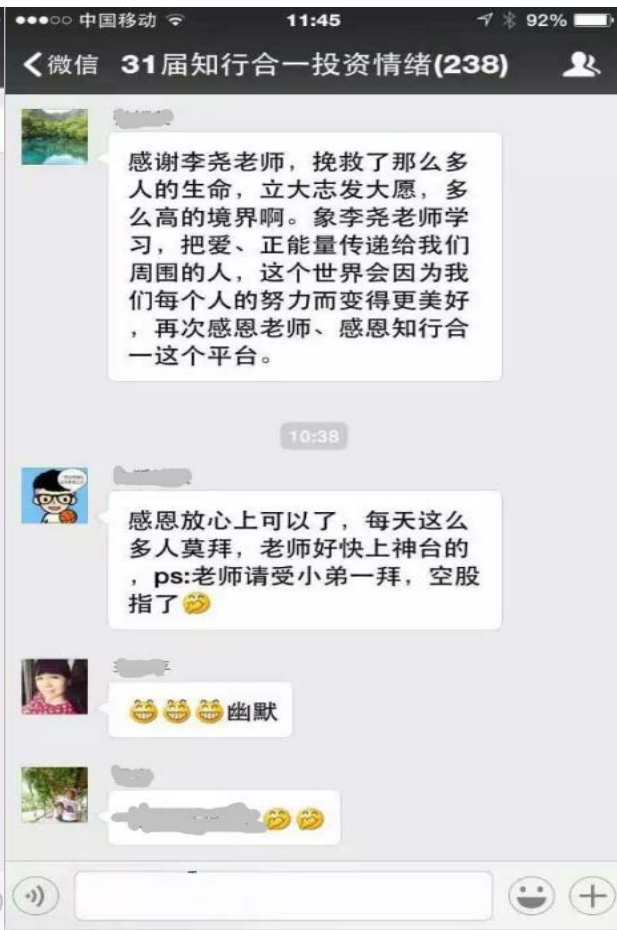 中国移动 11:45 92%
微信 31届知行合一投资情绪(238)
感谢李尧老师，挽救了那么多
人的生命，立大志发大愿，多
么高的境界啊。象李尧老师学
习，把爱、正能量传递给我们
周围的人，这个世界会因为我
们每个人的努力而变得更美好
，再次感恩老师、感恩知行合
一这个平台。
10:38
感恩放心上可以了，每天这么
多人莫拜，老师好快上神台的
，ps:老师请受小弟一拜，空股
指了🤭
😁😁😁幽默
🤭🤭